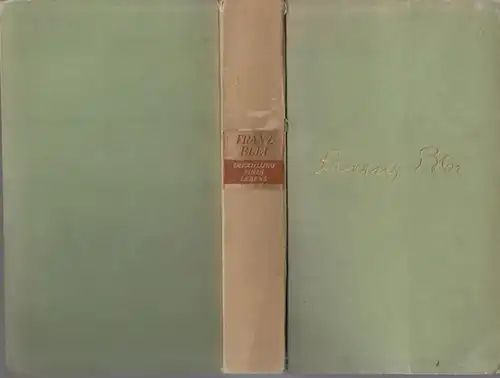 FRANZ
BLEI
ERZÄHLUNG
EINES
LEBENS
Franz Blei